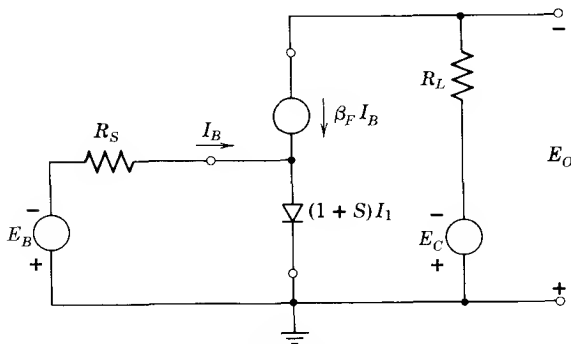 −
R_L
β_F I_B
R_S
I_B
E_O
(1 + S)I_1
−
E_B
+
−
E_C
+
+